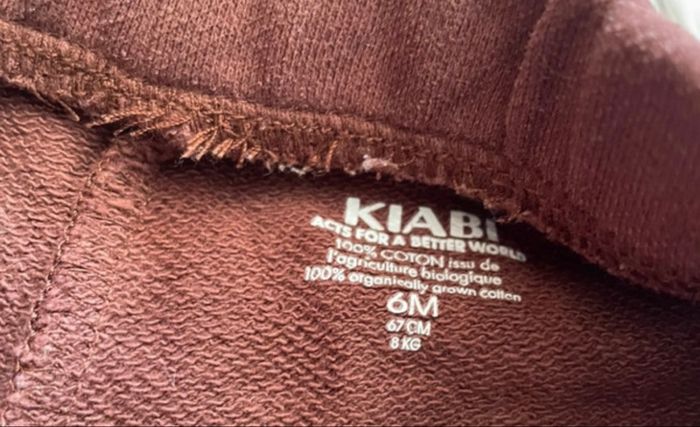 KIABI
ACTS FOR A BETTER WORLD
100% COTON issu de
l'agriculture biologique
100% organically grown cotton
6M
67 CM
8 KG